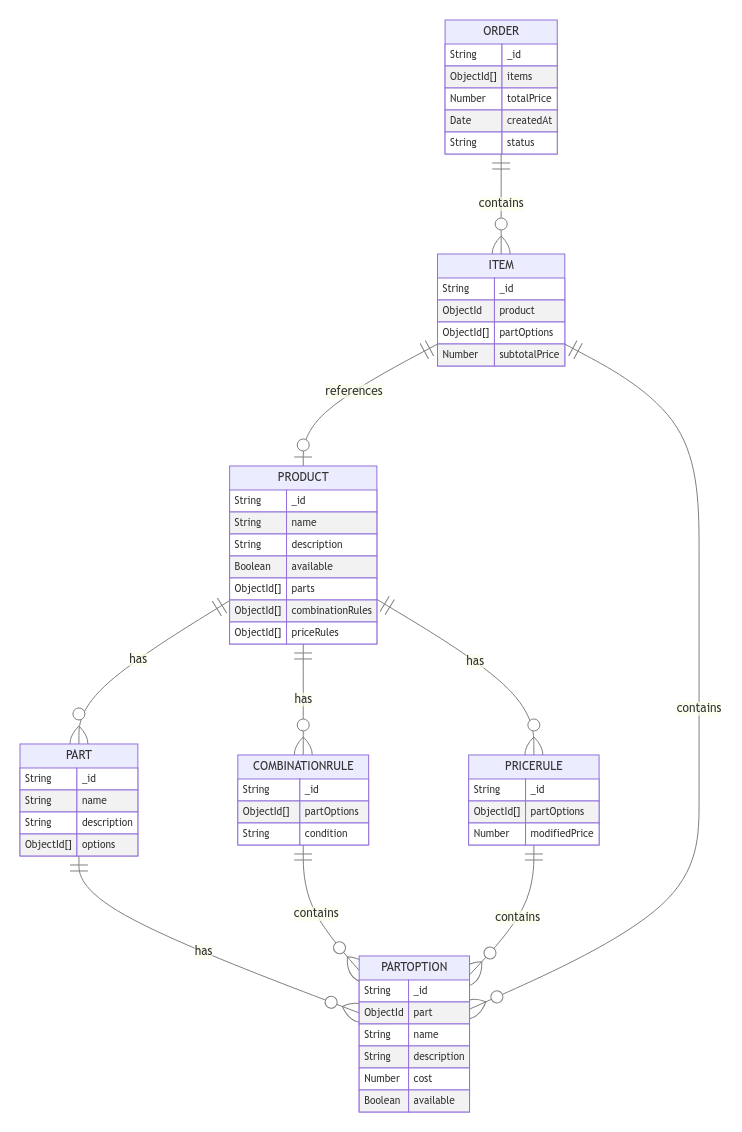 ORDER
String _id
ObjectId[] items
Number totalPrice
Date createdAt
String status
contains
ITEM
String _id
ObjectId product
ObjectId[] partOptions
Number subtotalPrice
references
PRODUCT
String _id
String name
String description
Boolean available
ObjectId[] parts
ObjectId[] combinationRules
ObjectId[] priceRules
has
has
has
contains
PART
String _id
String name
String description
ObjectId[] options
COMBINATIONRULE
String _id
ObjectId[] partOptions
String condition
PRICERULE
String _id
ObjectId[] partOptions
Number modifiedPrice
has
contains
contains
PARTOPTION
String _id
ObjectId part
String name
String description
Number cost
Boolean available